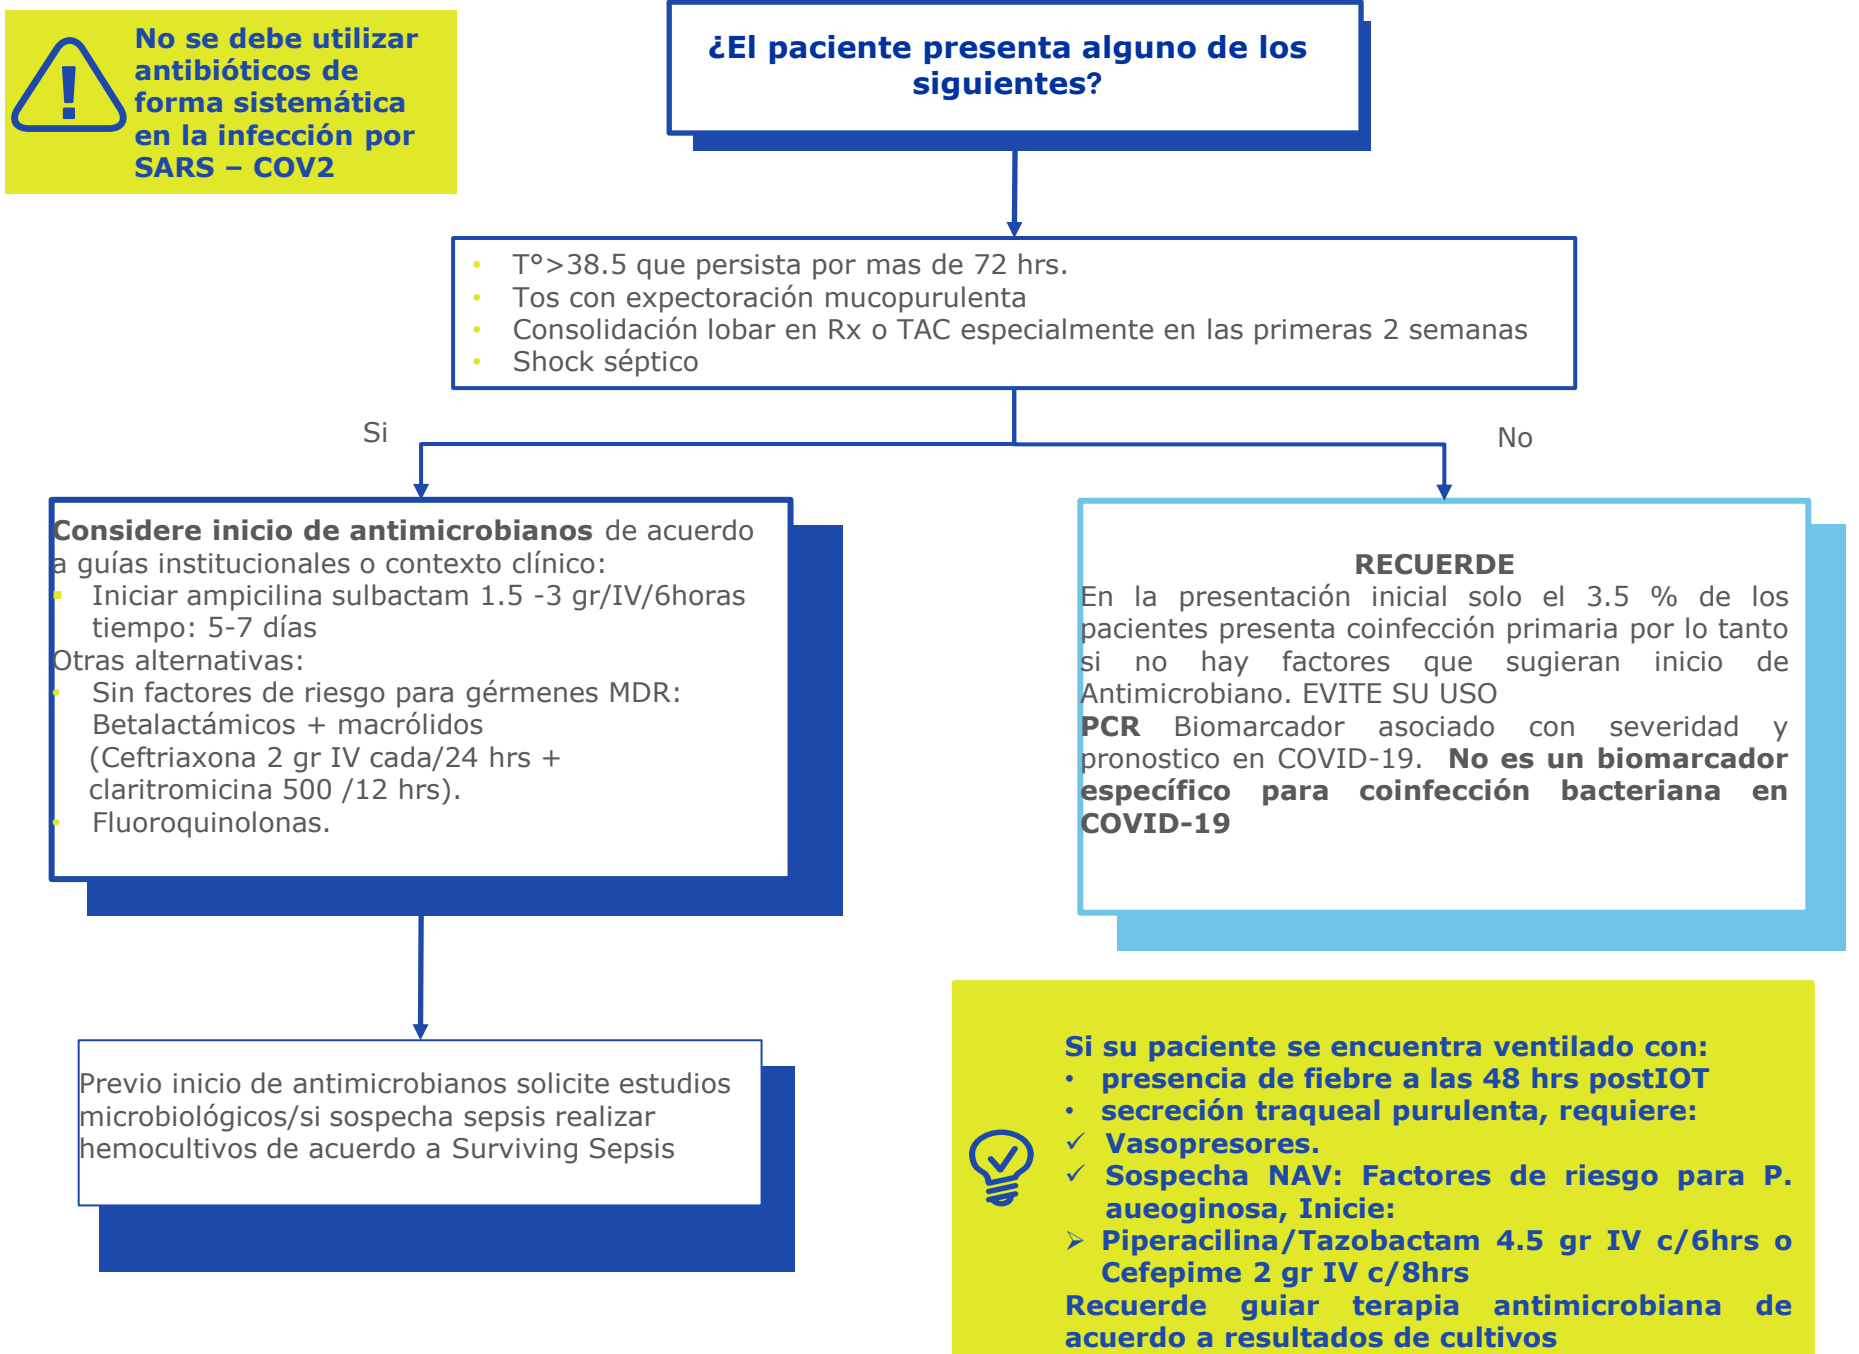 No se debe utilizar
antibióticos de
forma sistemática
en la infección por
SARS – COV2
¿El paciente presenta alguno de los
siguientes?
• T°>38.5 que persista por mas de 72 hrs.
• Tos con expectoración mucopurulenta
• Consolidación lobar en Rx o TAC especialmente en las primeras 2 semanas
• Shock séptico
Si
No
Considere inicio de antimicrobianos de acuerdo
a guías institucionales o contexto clínico:
▪ Iniciar ampicilina sulbactam 1.5 -3 gr/IV/6horas
tiempo: 5-7 días
Otras alternativas:
• Sin factores de riesgo para gérmenes MDR:
Betalactámicos + macrólidos
(Ceftriaxona 2 gr IV cada/24 hrs +
claritromicina 500 /12 hrs).
• Fluoroquinolonas.
RECUERDE
En la presentación inicial solo el 3.5 % de los
pacientes presenta coinfección primaria por lo tanto
si no hay factores que sugieran inicio de
Antimicrobiano. EVITE SU USO
PCR Biomarcador asociado con severidad y
pronostico en COVID-19. No es un biomarcador
específico para coinfección bacteriana en
COVID-19
Previo inicio de antimicrobianos solicite estudios
microbiológicos/si sospecha sepsis realizar
hemocultivos de acuerdo a Surviving Sepsis
Si su paciente se encuentra ventilado con:
• presencia de fiebre a las 48 hrs postIOT
• secreción traqueal purulenta, requiere:
✓ Vasopresores.
✓ Sospecha NAV: Factores de riesgo para P.
aueoginosa, Inicie:
➢ Piperacilina/Tazobactam 4.5 gr IV c/6hrs o
Cefepime 2 gr IV c/8hrs
Recuerde guiar terapia antimicrobiana de
acuerdo a resultados de cultivos